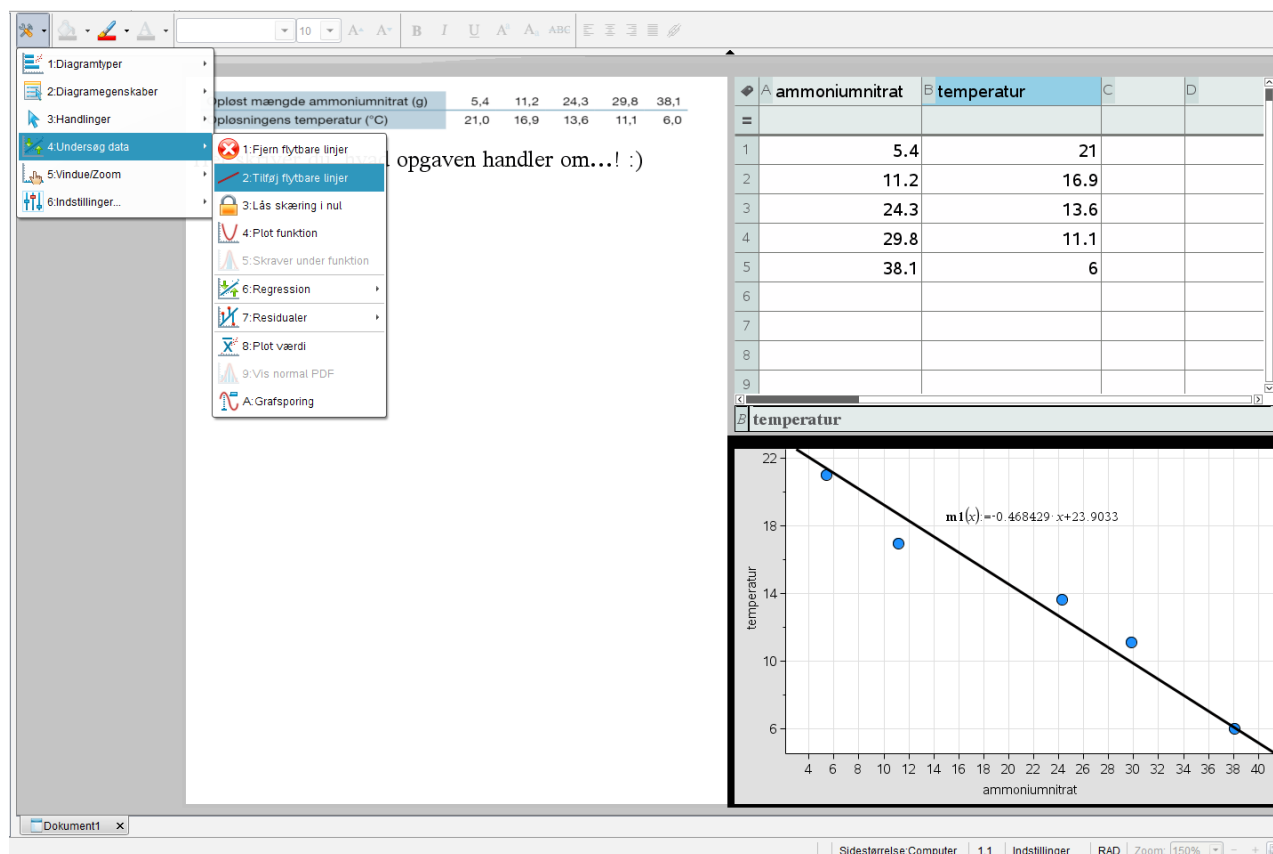 10 A A B I U A A ABC
1:Diagramtyper
2:Diagramegenskaber
3:Handlinger
4:Undersøg data
5:Vindue/Zoom
6:Indstillinger...
1:Fjern flytbare linjer
2:Tilføj flytbare linjer
3:Lås skæring i nul
4:Plot funktion
5:Skraver under funktion
6:Regression
7:Residualer
8:Plot værdi
9:Vis normal PDF
A:Grafsporing
Opløst mængde ammoniumnitrat (g) 5,4 11,2 24,3 29,8 38,1
Opløsningens temperatur (°C) 21,0 16,9 13,6 11,1 6,0
opgaven handler om...! :)
A ammoniumnitrat B temperatur C D
=
1 5.4 21
2 11.2 16.9
3 24.3 13.6
4 29.8 11.1
5 38.1 6
6
7
8
9
B temperatur
22
18
14
10
6
temperatur
m1(x):=-0.468429·x+23.9033
4 6 8 10 12 14 16 18 20 22 24 26 28 30 32 34 36 38 40
ammoniumnitrat
Dokument1
Sidestørrelse:Computer 1.1 Indstillinger RAD Zoom: 150%